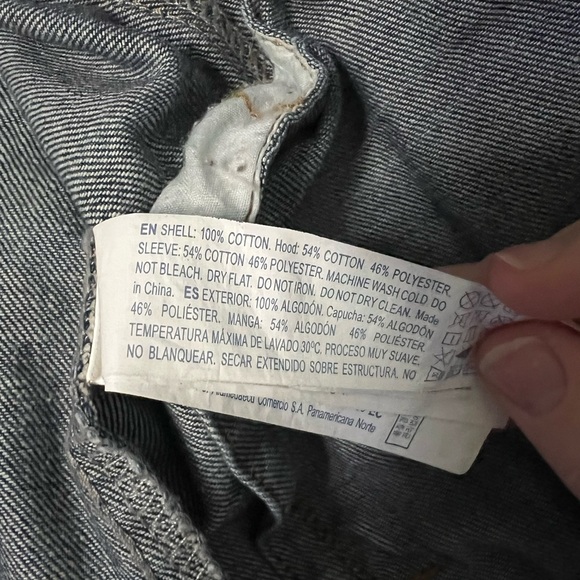 EN SHELL: 100% COTTON. Hood: 54% COTTON 46% POLYESTER
SLEEVE: 54% COTTON 46% POLYESTER. MACHINE WASH COLD. DO
NOT BLEACH. DRY FLAT. DO NOT IRON. DO NOT DRY CLEAN. Made
in China. ES EXTERIOR: 100% ALGODÓN. Capucha: 54% ALGODÓN
46% POLIÉSTER. MANGA: 54% ALGODÓN 46% POLIÉSTER.
TEMPERATURA MÁXIMA DE LAVADO 30ºC. PROCESO MUY SUAVE.
NO BLANQUEAR. SECAR EXTENDIDO SOBRE ESTRUCTURA. NO
Comercio S.A. Panamericana Norte